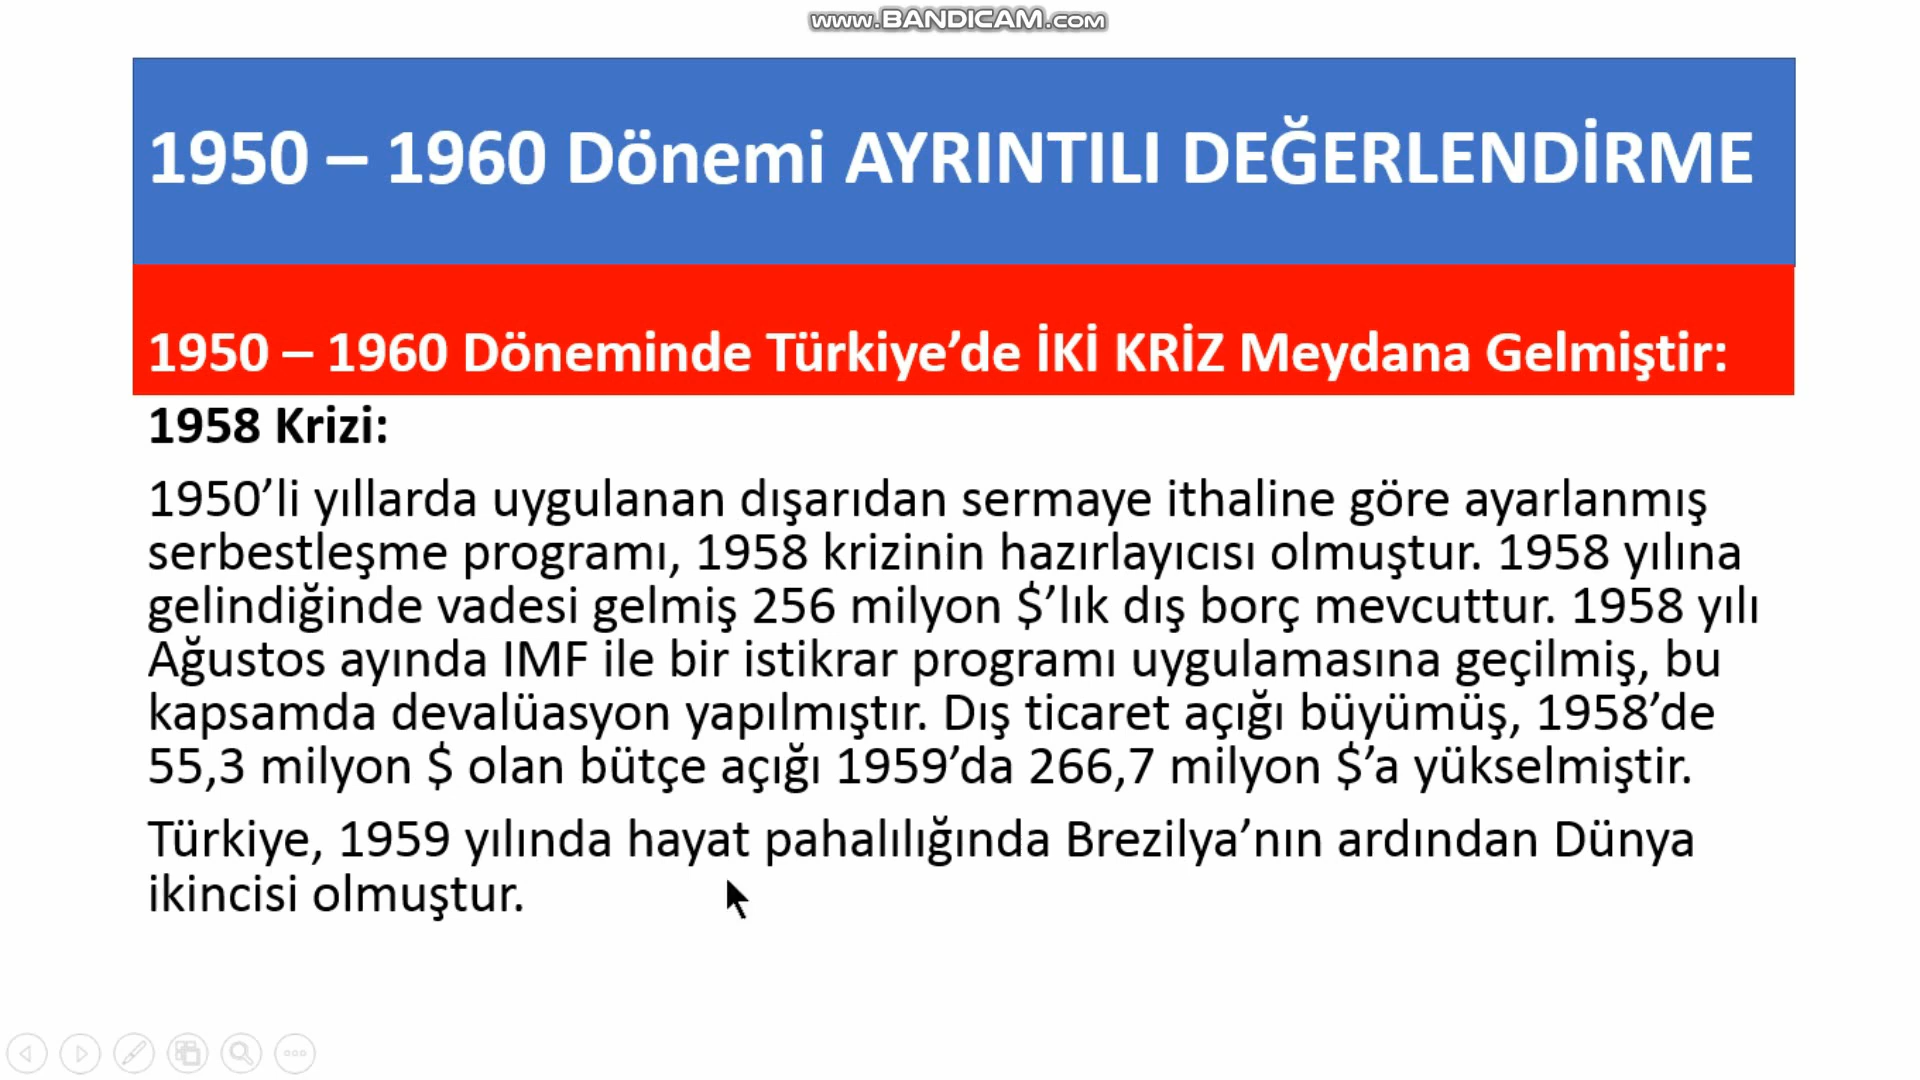 www.BANDICAM.com
1950 – 1960 Dönemi AYRINTILI DEĞERLENDİRME
1950 – 1960 Döneminde Türkiye’de İKİ KRİZ Meydana Gelmiştir:
1958 Krizi:
1950’li yıllarda uygulanan dışarıdan sermaye ithaline göre ayarlanmış
serbestleşme programı, 1958 krizinin hazırlayıcısı olmuştur. 1958 yılına
gelindiğinde vadesi gelmiş 256 milyon $’lık dış borç mevcuttur. 1958 yılı
Ağustos ayında IMF ile bir istikrar programı uygulamasına geçilmiş, bu
kapsamda devalüasyon yapılmıştır. Dış ticaret açığı büyümüş, 1958’de
55,3 milyon $ olan bütçe açığı 1959’da 266,7 milyon $’a yükselmiştir.
Türkiye, 1959 yılında hayat pahalılığında Brezilya’nın ardından Dünya
ikincisi olmuştur.